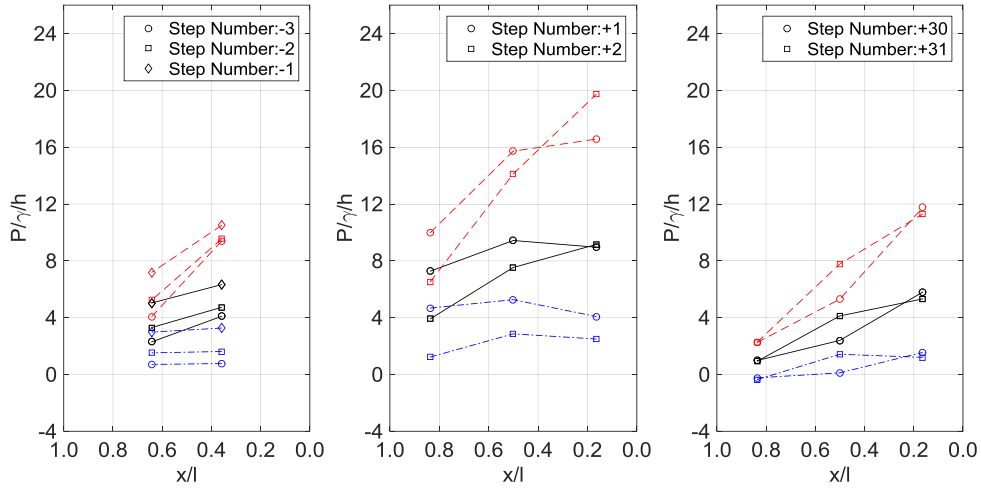 Step Number:-3
Step Number:-2
Step Number:-1
24
20
16
12
8
4
0
-4
P/γ/h
1.0 0.8 0.6 0.4 0.2 0.0
x/l
Step Number:+1
Step Number:+2
24
20
16
12
8
4
0
-4
P/γ/h
1.0 0.8 0.6 0.4 0.2 0.0
x/l
Step Number:+30
Step Number:+31
24
20
16
12
8
4
0
-4
P/γ/h
1.0 0.8 0.6 0.4 0.2 0.0
x/l